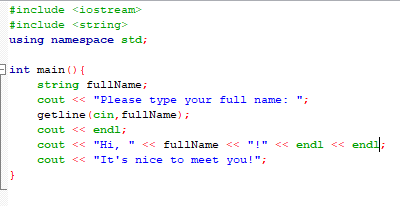 #include <iostream>
#include <string>
using namespace std;
int main(){
string fullName;
cout << "Please type your full name: ";
getline(cin,fullName);
cout << endl;
cout << "Hi, " << fullName << "!" << endl << endl;
cout << "It's nice to meet you!";
}